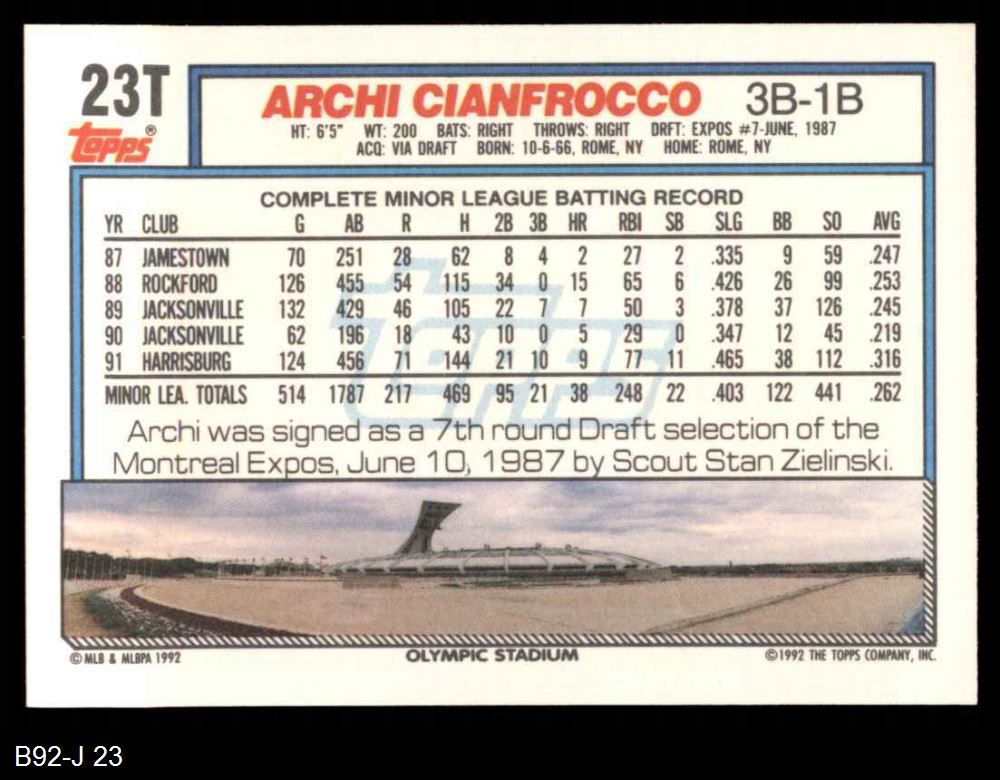 23T
Topps®
ARCHI CIANFROCCO 3B-1B
HT: 6'5" WT: 200 BATS: RIGHT THROWS: RIGHT DRFT: EXPOS #7-JUNE, 1987
ACQ: VIA DRAFT BORN: 10-6-66, ROME, NY HOME: ROME, NY
COMPLETE MINOR LEAGUE BATTING RECORD
YR CLUB G AB R H 2B 3B HR RBI SB SLG BB SO AVG
87 JAMESTOWN 70 251 28 62 8 4 2 27 2 .335 9 59 .247
88 ROCKFORD 126 455 54 115 34 0 15 65 6 .426 26 99 .253
89 JACKSONVILLE 132 429 46 105 22 7 7 50 3 .378 37 126 .245
90 JACKSONVILLE 62 196 18 43 10 0 5 29 0 .347 12 45 .219
91 HARRISBURG 124 456 71 144 21 10 9 77 11 .465 38 112 .316
MINOR LEA. TOTALS 514 1787 217 469 95 21 38 248 22 .403 122 441 .262
Topps
Archi was signed as a 7th round Draft selection of the
Montreal Expos, June 10, 1987 by Scout Stan Zielinski.
© MLB & MLBPA 1992 OLYMPIC STADIUM © 1992 THE TOPPS COMPANY, INC.
B92-J 23